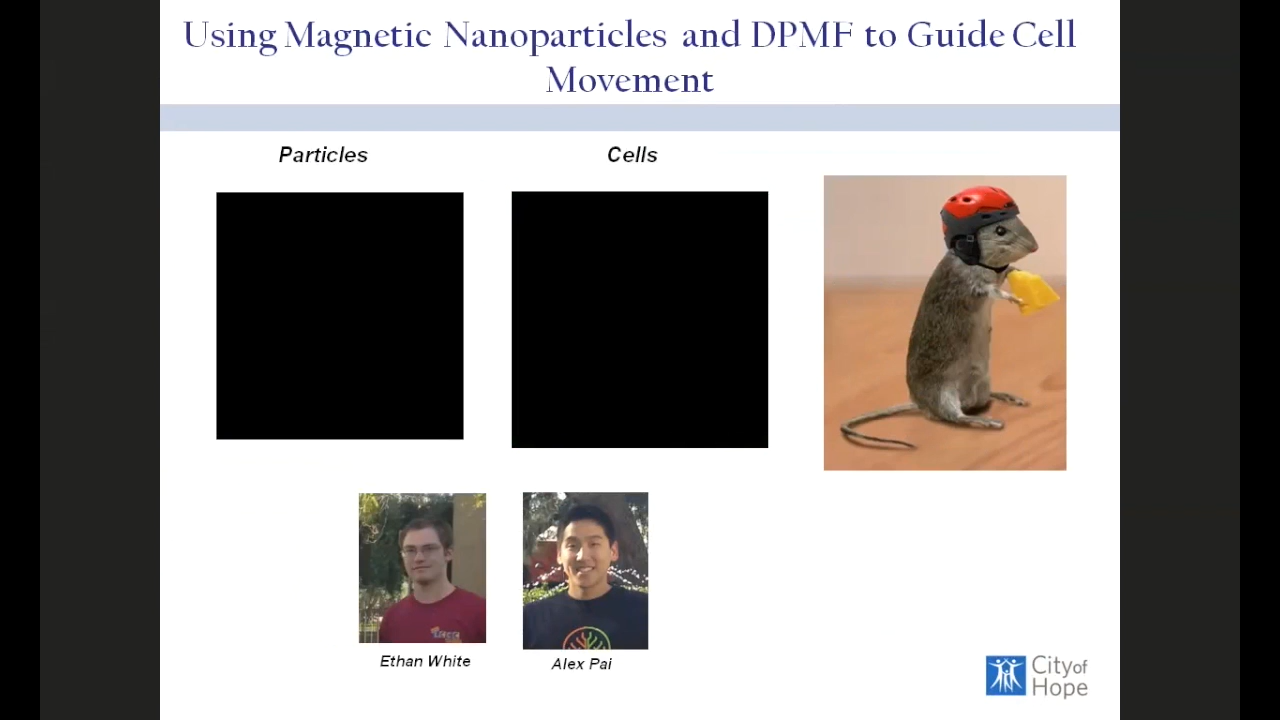 Using Magnetic Nanoparticles and DPMF to Guide Cell
Movement
Particles
Cells
Ethan White
Alex Pai
City of
Hope